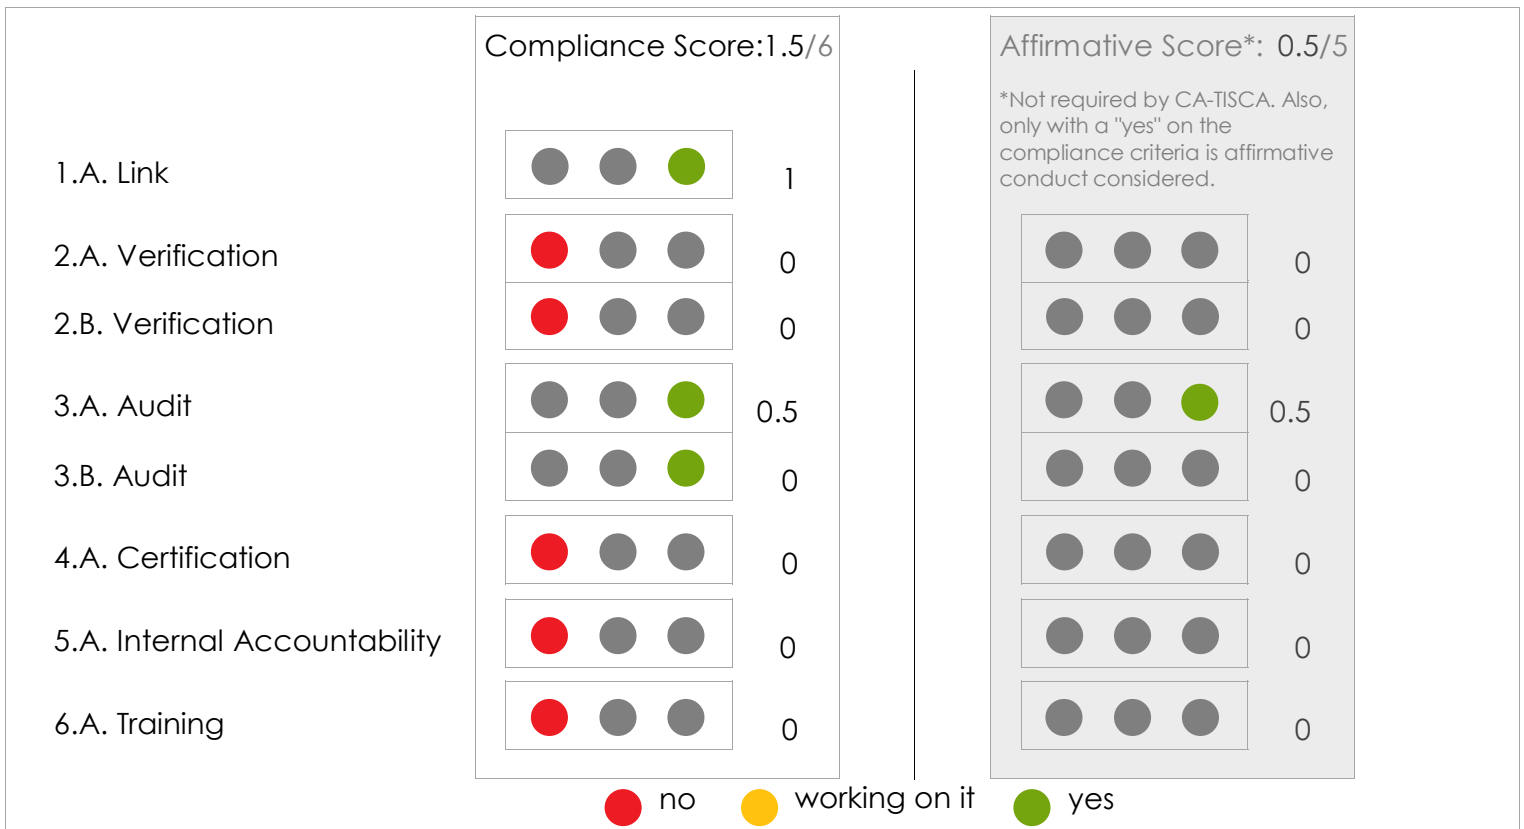 Compliance Score:1.5/6
Affirmative Score*: 0.5/5
*Not required by CA-TISCA. Also,
only with a "yes" on the
compliance criteria is affirmative
conduct considered.
1.A. Link 1
2.A. Verification 0 0
2.B. Verification 0 0
3.A. Audit 0.5 0.5
3.B. Audit 0 0
4.A. Certification 0 0
5.A. Internal Accountability 0 0
6.A. Training 0 0
no working on it yes